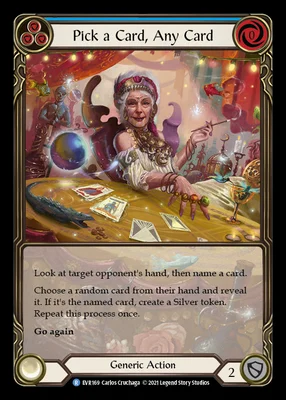 Pick a Card, Any Card
0
Look at target opponent's hand, then name a card.
Choose a random card from their hand and reveal
it. If it's the named card, create a Silver token.
Repeat this process once.
Go again
Generic Action
2
R EVR169 Carlos Cruchaga © 2021 Legend Story Studios